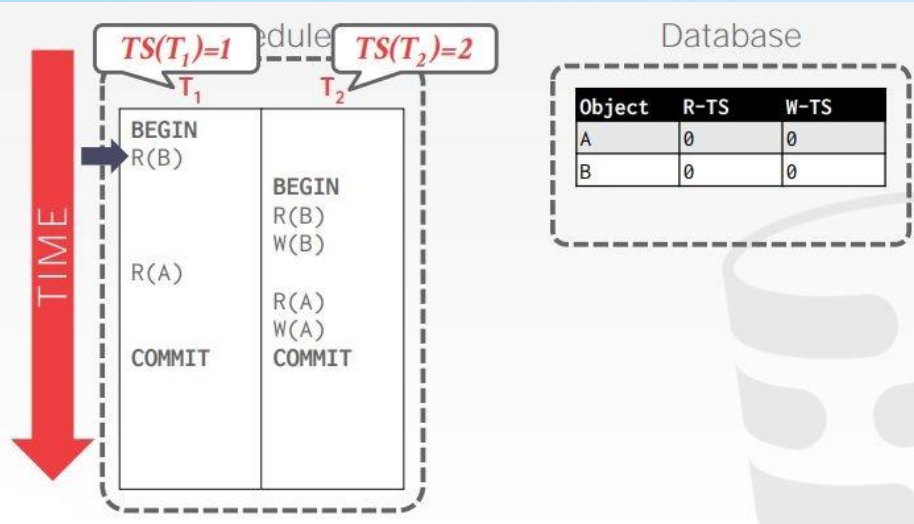 TS(T1)=1
edule
TS(T2)=2
Database
T1
T2
BEGIN
R(B)
BEGIN
R(B)
W(B)
R(A)
R(A)
W(A)
COMMIT
COMMIT
TIME
Object R-TS W-TS
A 0 0
B 0 0